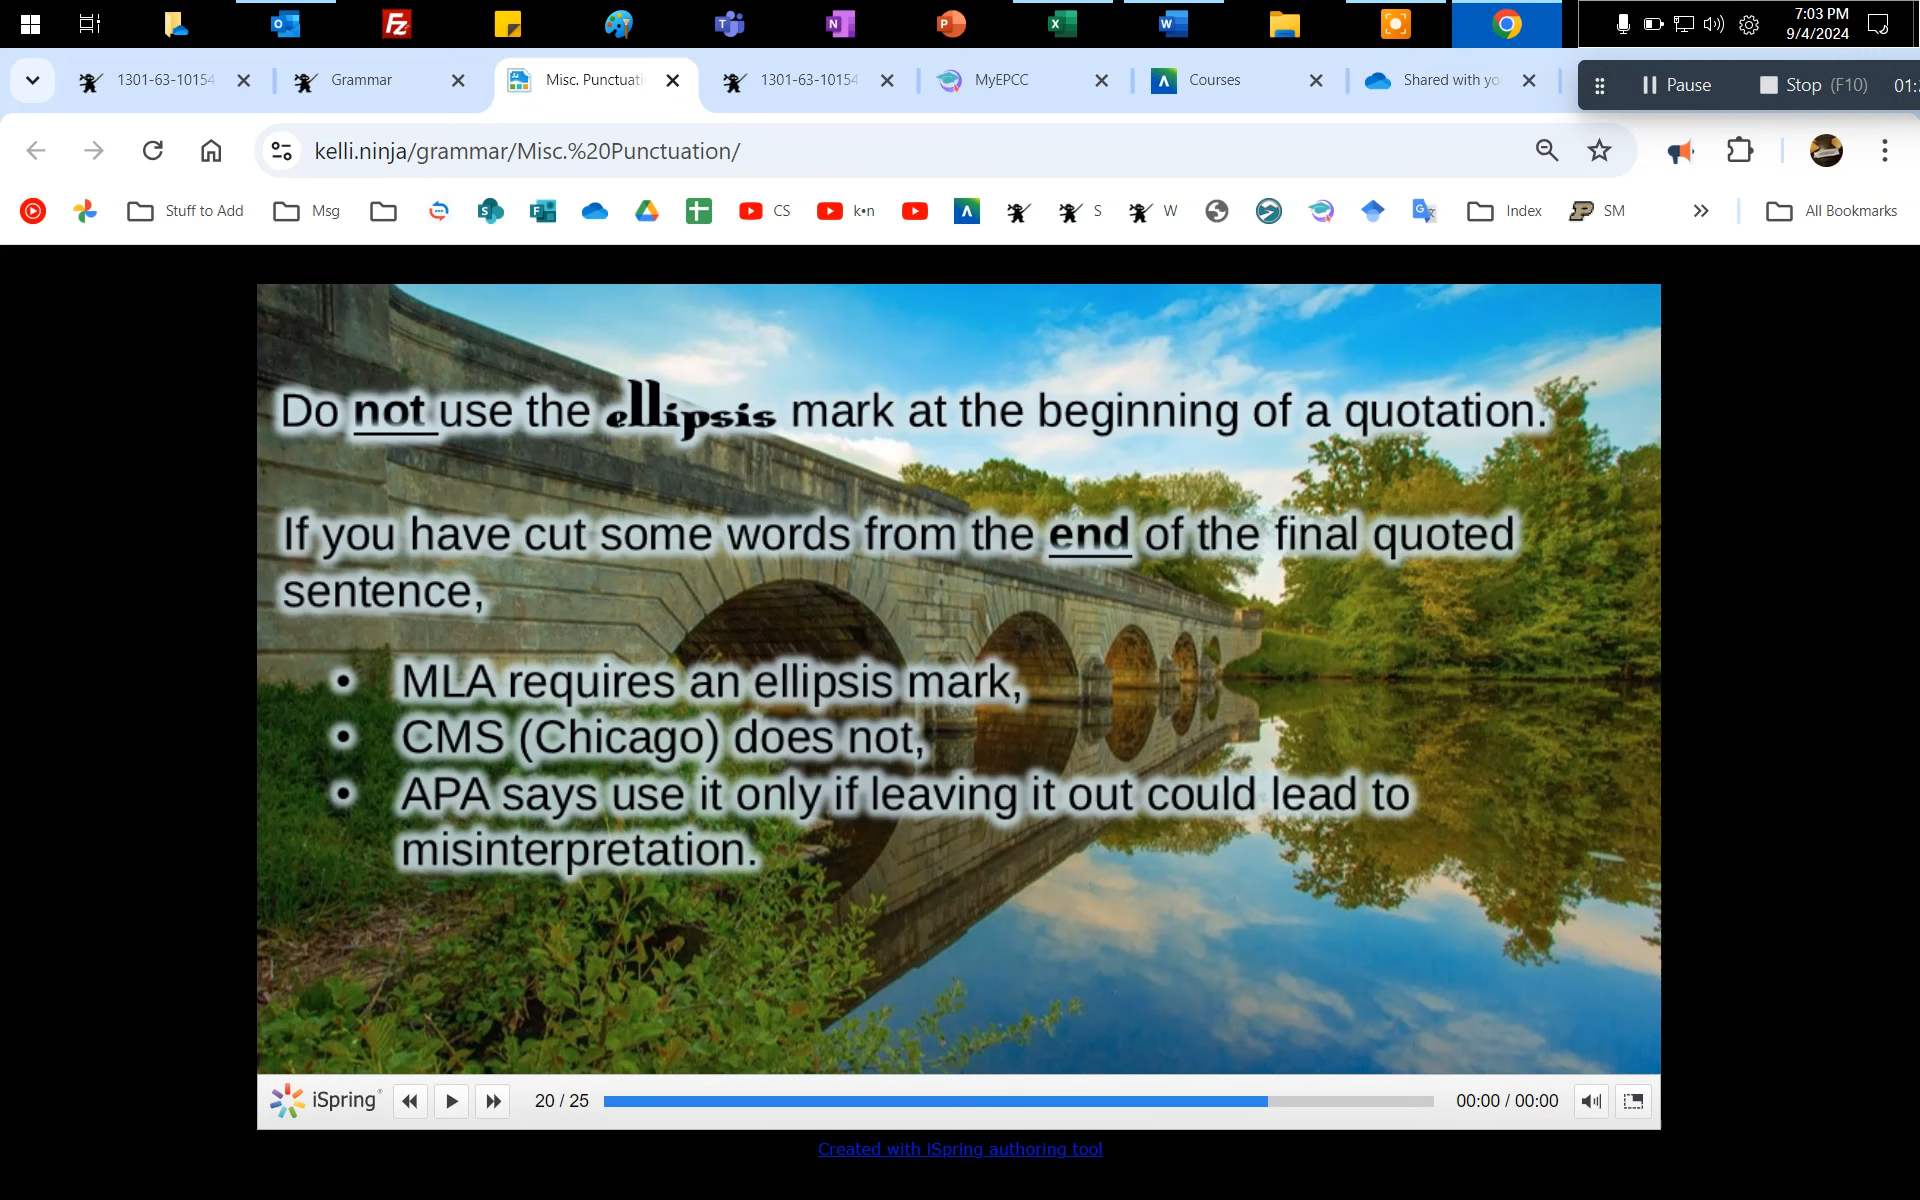 7:03 PM
9/4/2024
1301-63-10154
Grammar
Misc. Punctuati
1301-63-10154
MyEPCC
Courses
Shared with yo
Pause
Stop (F10)
01:
kelli.ninja/grammar/Misc.%20Punctuation/
Stuff to Add
Msg
CS
k•n
S
W
Index
SM
All Bookmarks
Do not use the ellipsis mark at the beginning of a quotation.
If you have cut some words from the end of the final quoted
sentence,
• MLA requires an ellipsis mark,
• CMS (Chicago) does not,
• APA says use it only if leaving it out could lead to
misinterpretation.
iSpring
20 / 25
00:00 / 00:00
Created with iSpring authoring tool